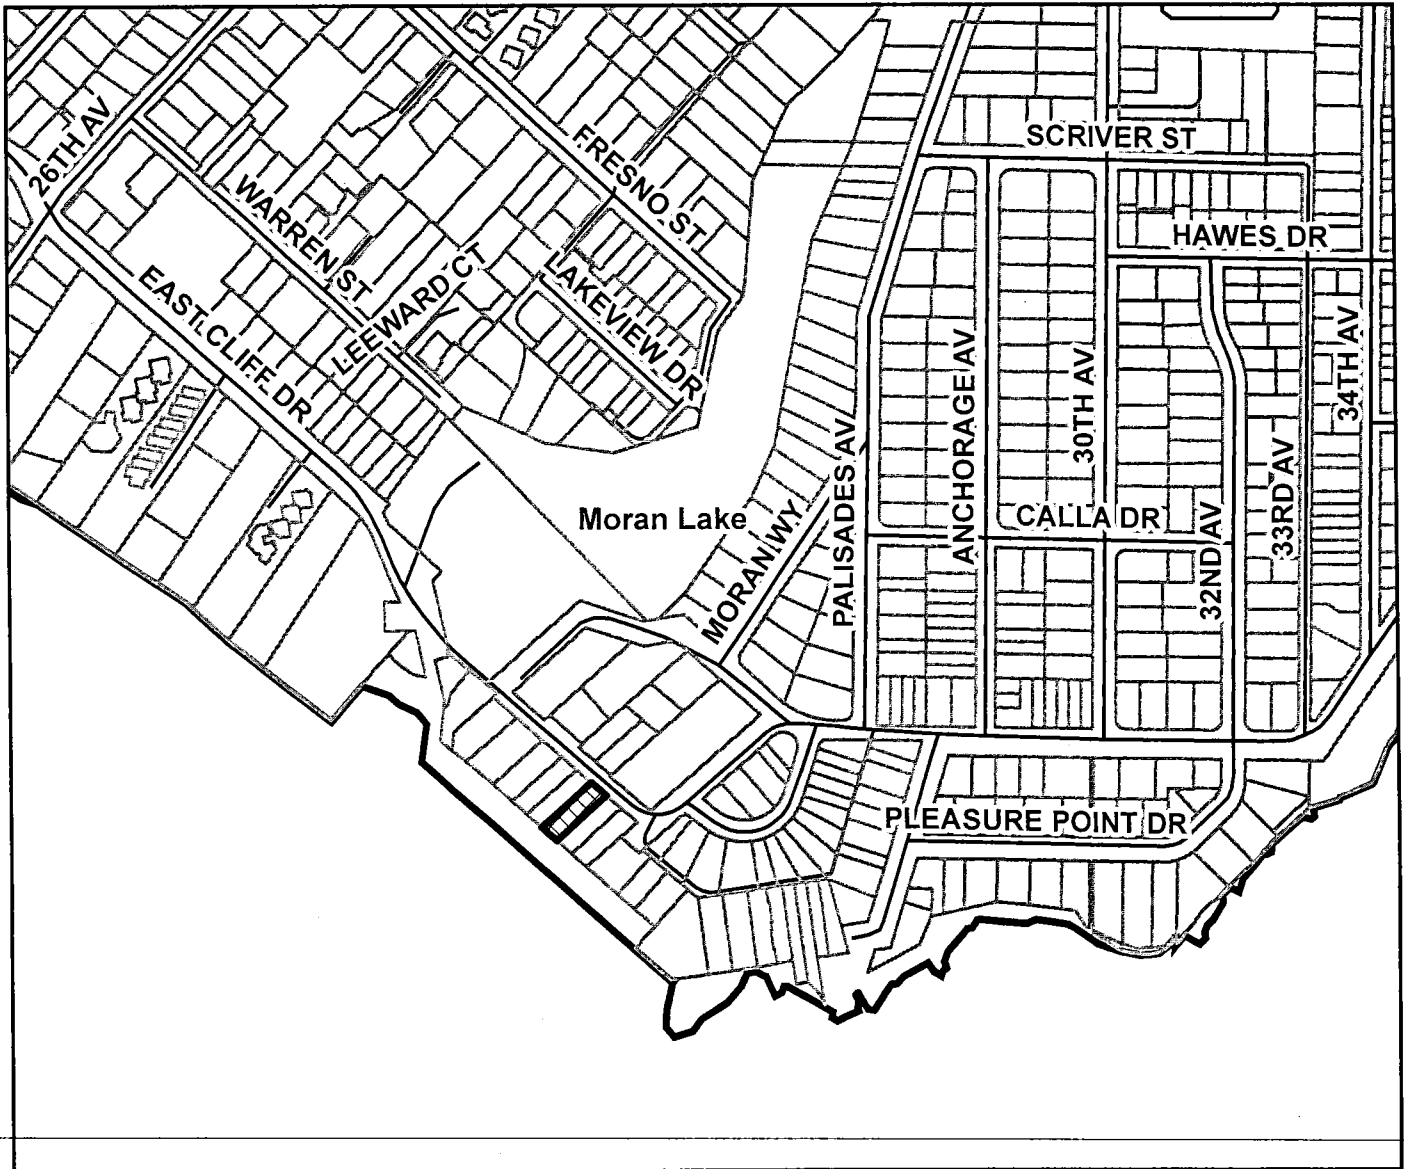 SCRIVER ST
26TH AV
FRESNO ST
WARREN ST
HAWES DR
LEEWARD CT
LAKEVIEW DR
EAST CLIFF DR
34TH AV
ANCHORAGE AV
30TH AV
PALISADES AV
33RD AV
Moran Lake
CALLA DR
MORAN WY
32ND AV
PLEASURE POINT DR